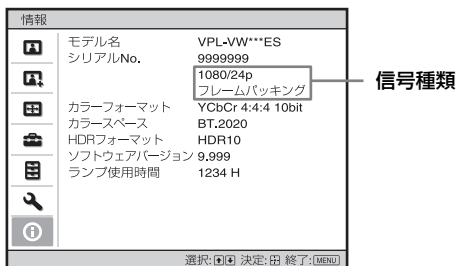 情報
モデル名 VPL-VW***ES
シリアルNo. 9999999
1080/24p
フレームパッキング
信号種類
カラーフォーマット YCbCr 4:4:4 10bit
カラースペース BT.2020
HDRフォーマット HDR10
ソフトウェアバージョン 9.999
ランプ使用時間 1234 H
選択: 決定: 終了:MENU